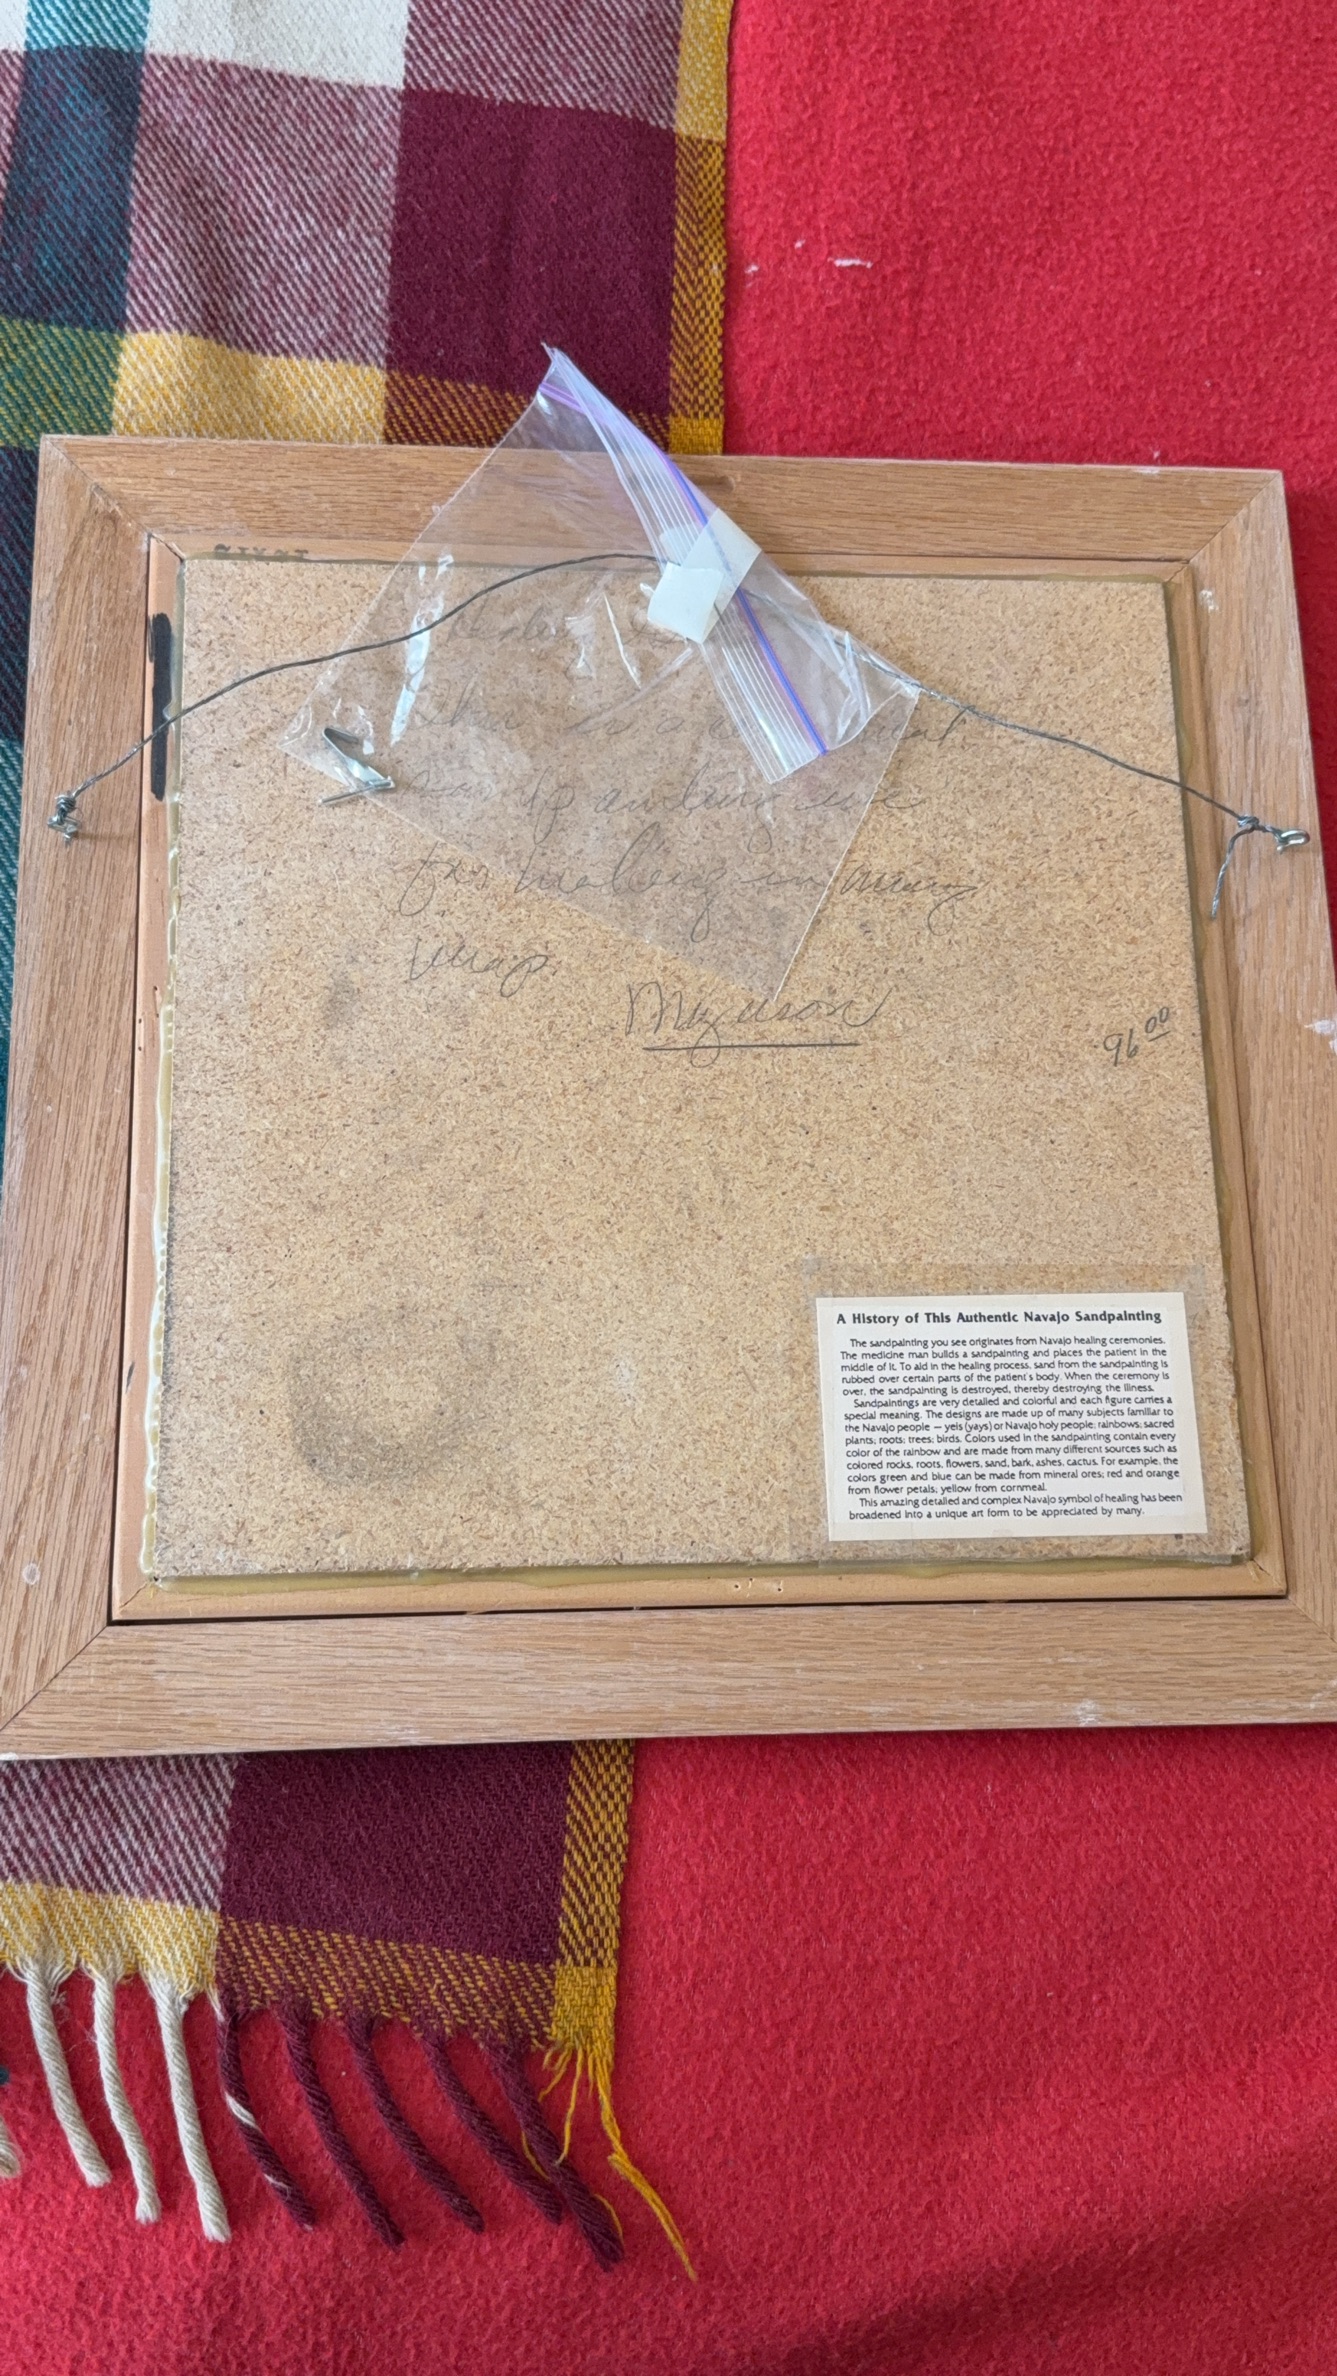 is a
sandpainting use
for healing in many
ways.
96.00
A History of This Authentic Navajo Sandpainting
The sandpainting you see originates from Navajo healing ceremonies.
The medicine man builds a sandpainting and places the patient in the
middle of it. To aid in the healing process, sand from the sandpainting is
rubbed over certain parts of the patient's body. When the ceremony is
over, the sandpainting is destroyed, thereby destroying the illness.
Sandpaintings are very detailed and colorful and each figure carries a
special meaning. The designs are made up of many subjects familiar to
the Navajo people — yeis (yays) or Navajo holy people; rainbows; sacred
plants; roots; trees; birds. Colors used in the sandpainting contain every
color of the rainbow and are made from many different sources such as
colored rocks, roots, flowers, sand, bark, ashes, cactus. For example, the
colors green and blue can be made from mineral ores; red and orange
from flower petals; yellow from cornmeal.
This amazing detailed and complex Navajo symbol of healing has been
broadened into a unique art form to be appreciated by many.